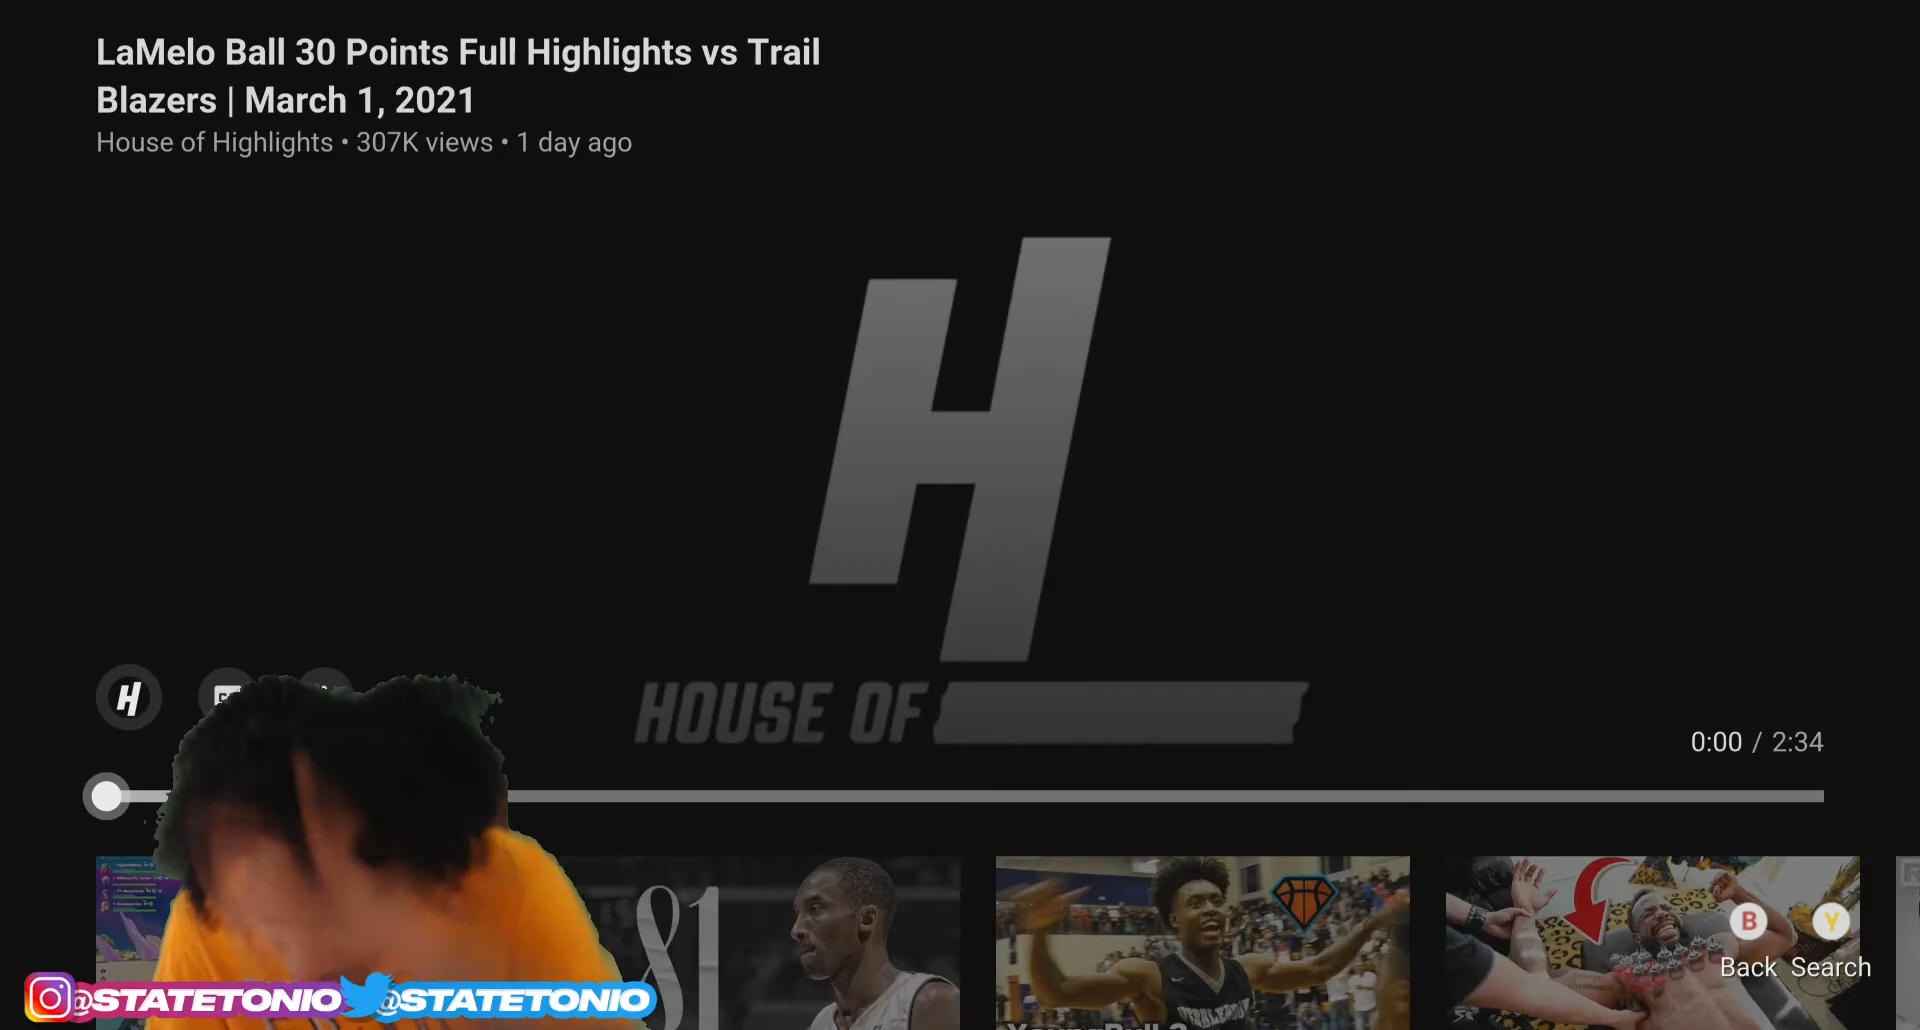 LaMelo Ball 30 Points Full Highlights vs Trail
Blazers | March 1, 2021
House of Highlights • 307K views • 1 day ago
H
HOUSE OF
H
0:00 / 2:34
81
B
Y
Back Search
@STATETONIO
@STATETONIO